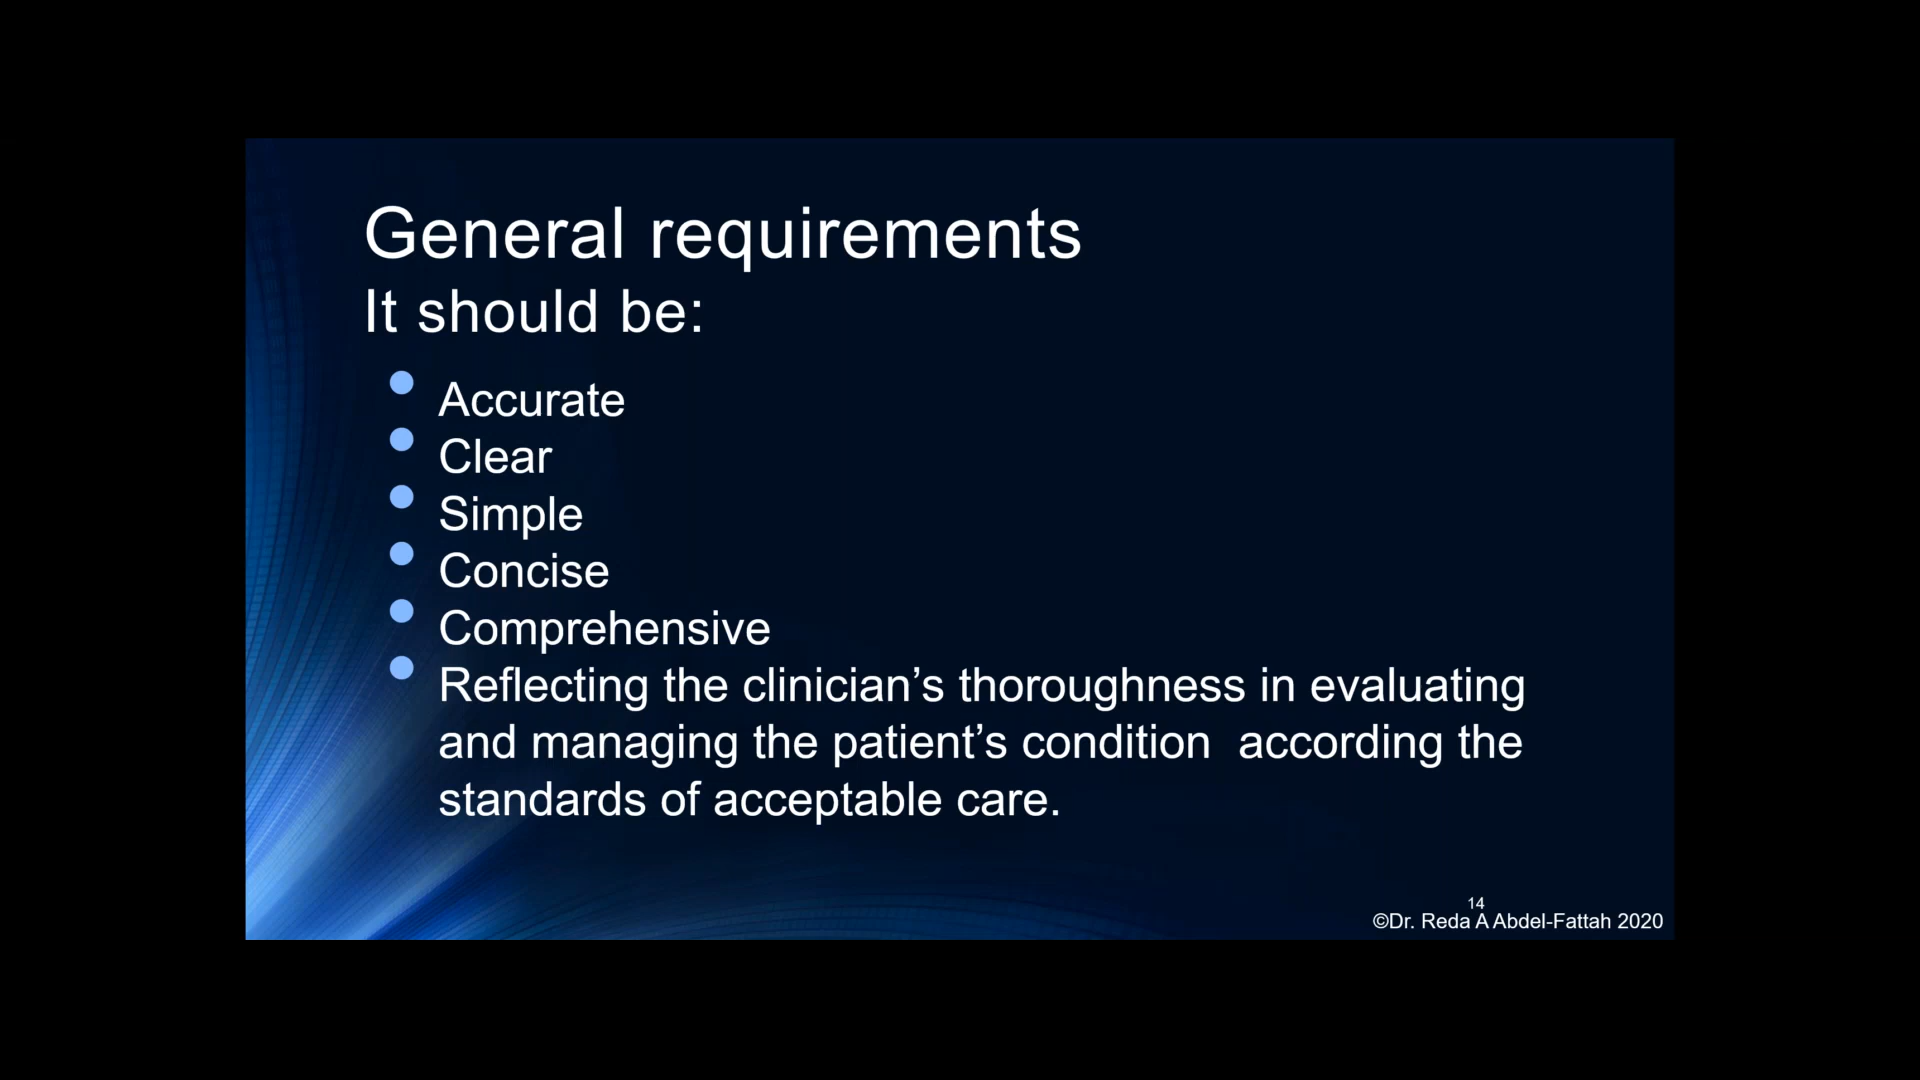 General requirements
It should be:
Accurate
Clear
Simple
Concise
Comprehensive
Reflecting the clinician’s thoroughness in evaluating
and managing the patient’s condition  according the
standards of acceptable care.
14
©Dr. Reda A Abdel-Fattah 2020